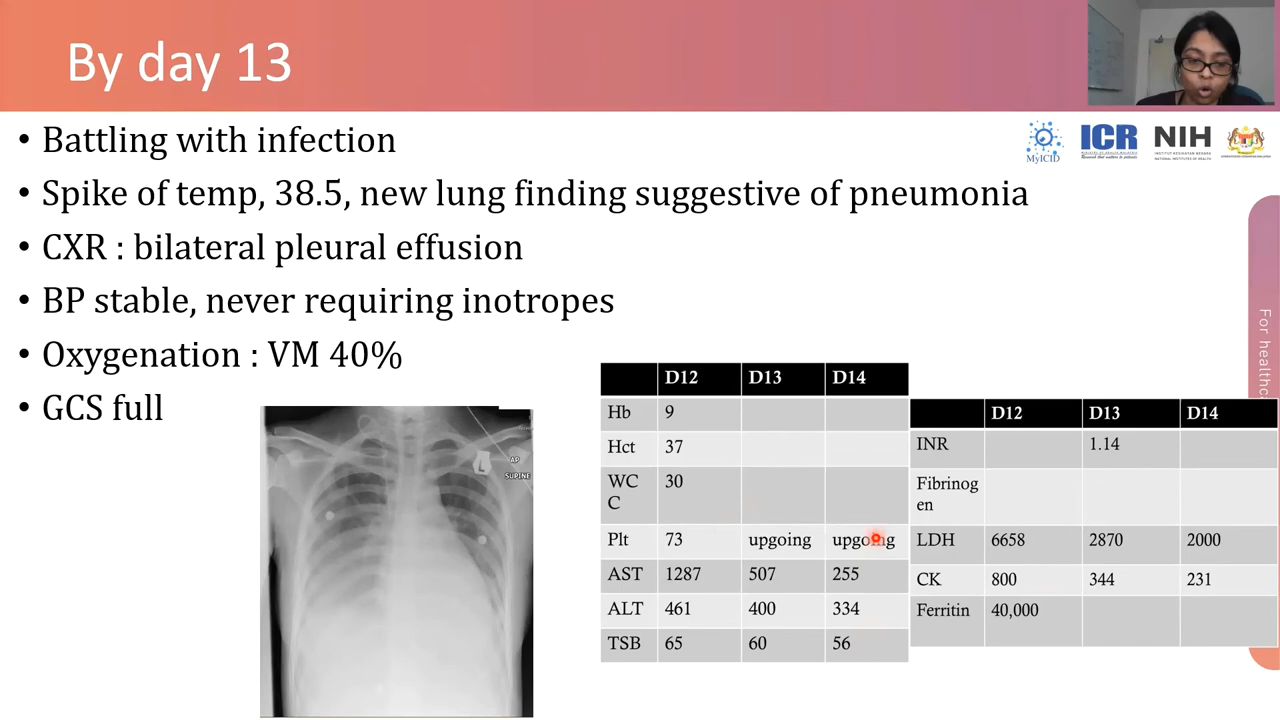 By day 13
• Battling with infection
• Spike of temp, 38.5, new lung finding suggestive of pneumonia
• CXR : bilateral pleural effusion
• BP stable, never requiring inotropes
• Oxygenation : VM 40%
• GCS full
MyICID
ICR
NIH
For healthc
AP
SUPINE
L
D12 D13 D14
Hb 9
Hct 37
WC
C 30
Plt 73 upgoing upgoing
AST 1287 507 255
ALT 461 400 334
TSB 65 60 56
D12 D13 D14
INR 1.14
Fibrinog
en
LDH 6658 2870 2000
CK 800 344 231
Ferritin 40,000